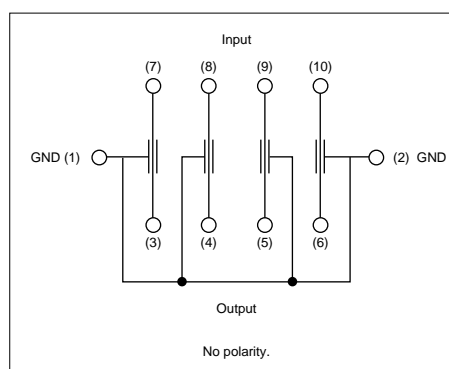 Input
(7) (8) (9) (10)
GND (1) (2) GND
(3) (4) (5) (6)
Output
No polarity.